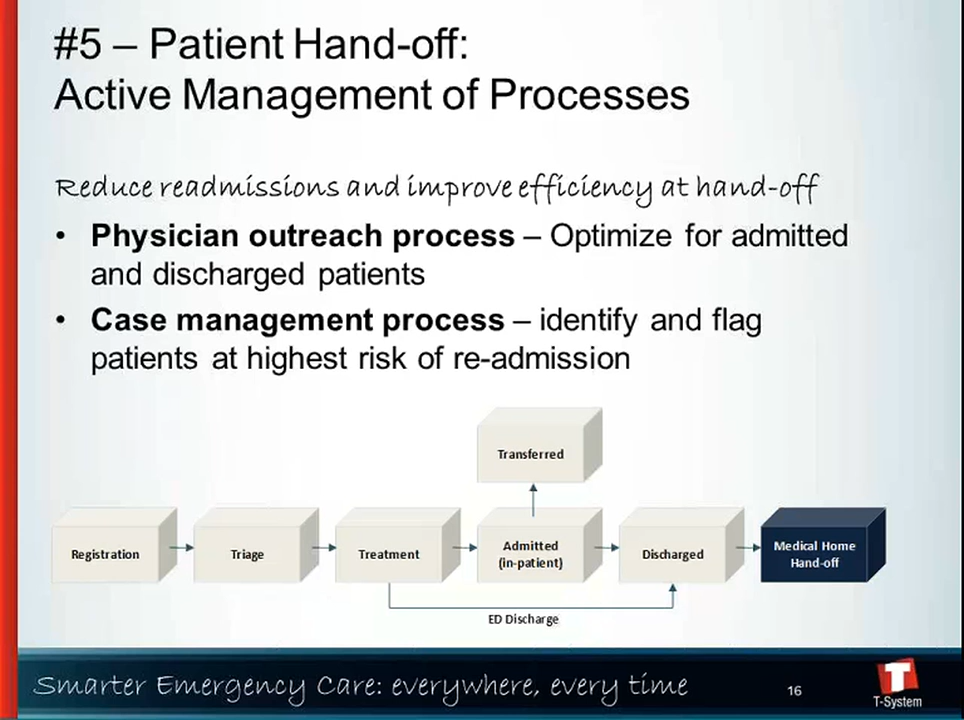 #5 – Patient Hand-off:
Active Management of Processes
Reduce readmissions and improve efficiency at hand-off
• Physician outreach process – Optimize for admitted
and discharged patients
• Case management process – identify and flag
patients at highest risk of re-admission
Transferred
Registration
Triage
Treatment
Admitted
(in-patient)
Discharged
Medical Home
Hand-off
ED Discharge
Smarter Emergency Care: everywhere, every time
16
T
T-System